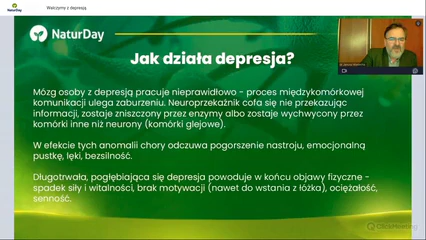 NaturDay
Walczymy z depresją
NaturDay
Jak działa depresja?
Mózg osoby z depresją pracuje nieprawidłowo - proces międzykomórkowej
komunikacji ulega zaburzeniu. Neuroprzekaźnik cofa się nie przekazując
informacji, zostaje zniszczony przez enzymy albo zostaje wychwycony przez
komórki inne niż neurony (komórki glejowe).
W efekcie tych anomalii chory odczuwa pogorszenie nastroju, emocjonalną
pustkę, lęki, bezsilność.
Długotrwała, pogłębiająca się depresja powoduje w końcu objawy fizyczne -
spadek sił i witalności, brak motywacji (nawet do wstania z łóżka), ociężałość,
senność.
ClickMeeting